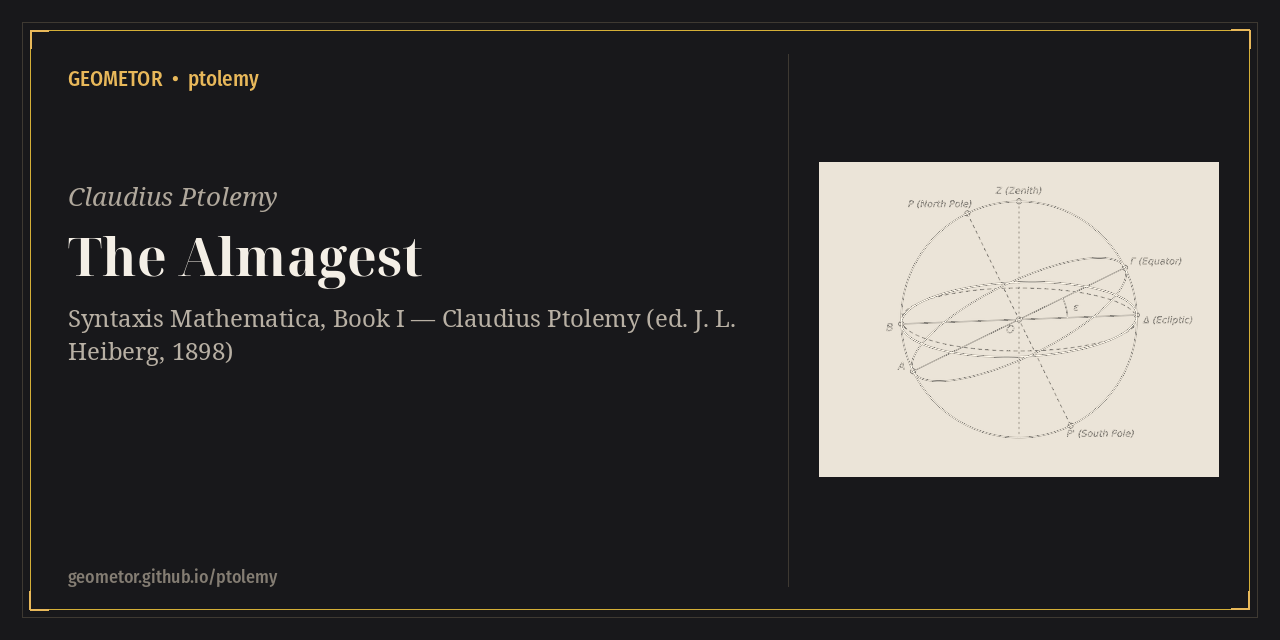 GEOMETOR • ptolemy
Claudius Ptolemy
The Almagest
Syntaxis Mathematica, Book I — Claudius Ptolemy (ed. J. L.
Heiberg, 1898)
geometor.github.io/ptolemy
Z (Zenith)
P (North Pole)
Γ (Equator)
ε
Δ (Ecliptic)
B
O
A
P' (South Pole)